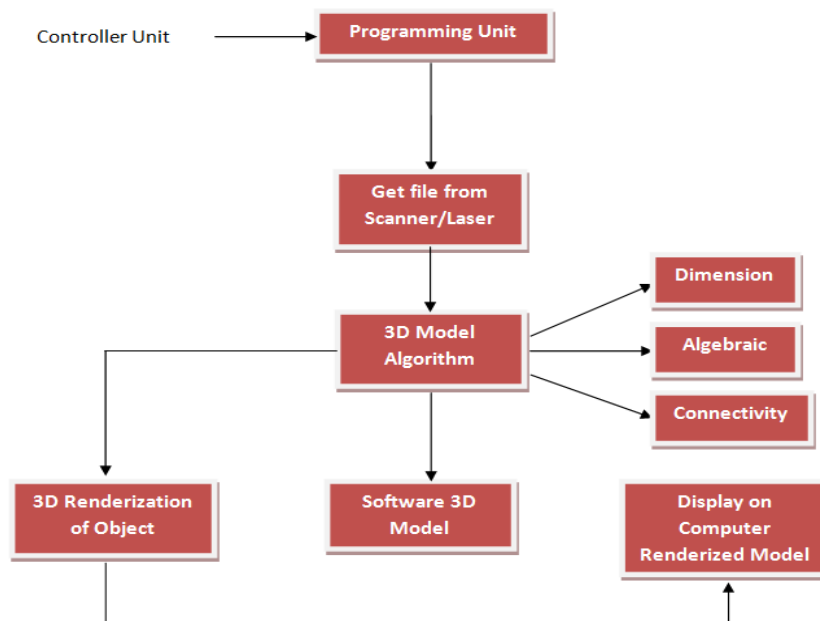 Controller Unit
Programming Unit
Get file from
Scanner/Laser
Dimension
3D Model
Algorithm
Algebraic
Connectivity
3D Renderization
of Object
Software 3D
Model
Display on
Computer
Renderized Model